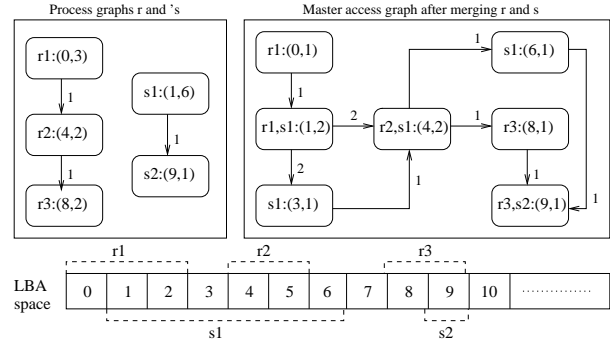 Process graphs r and 's
Master access graph after merging r and s
r1:(0,3)
1
r2:(4,2)
1
r3:(8,2)
s1:(1,6)
1
s2:(9,1)
r1:(0,1)
1
r1,s1:(1,2)
2
r2,s1:(4,2)
1
s1:(6,1)
1
r3:(8,1)
2
s1:(3,1)
1
1
r3,s2:(9,1)
1
r1
r2
r3
LBA
space
0 1 2 3 4 5 6 7 8 9 10 ...............
s1
s2